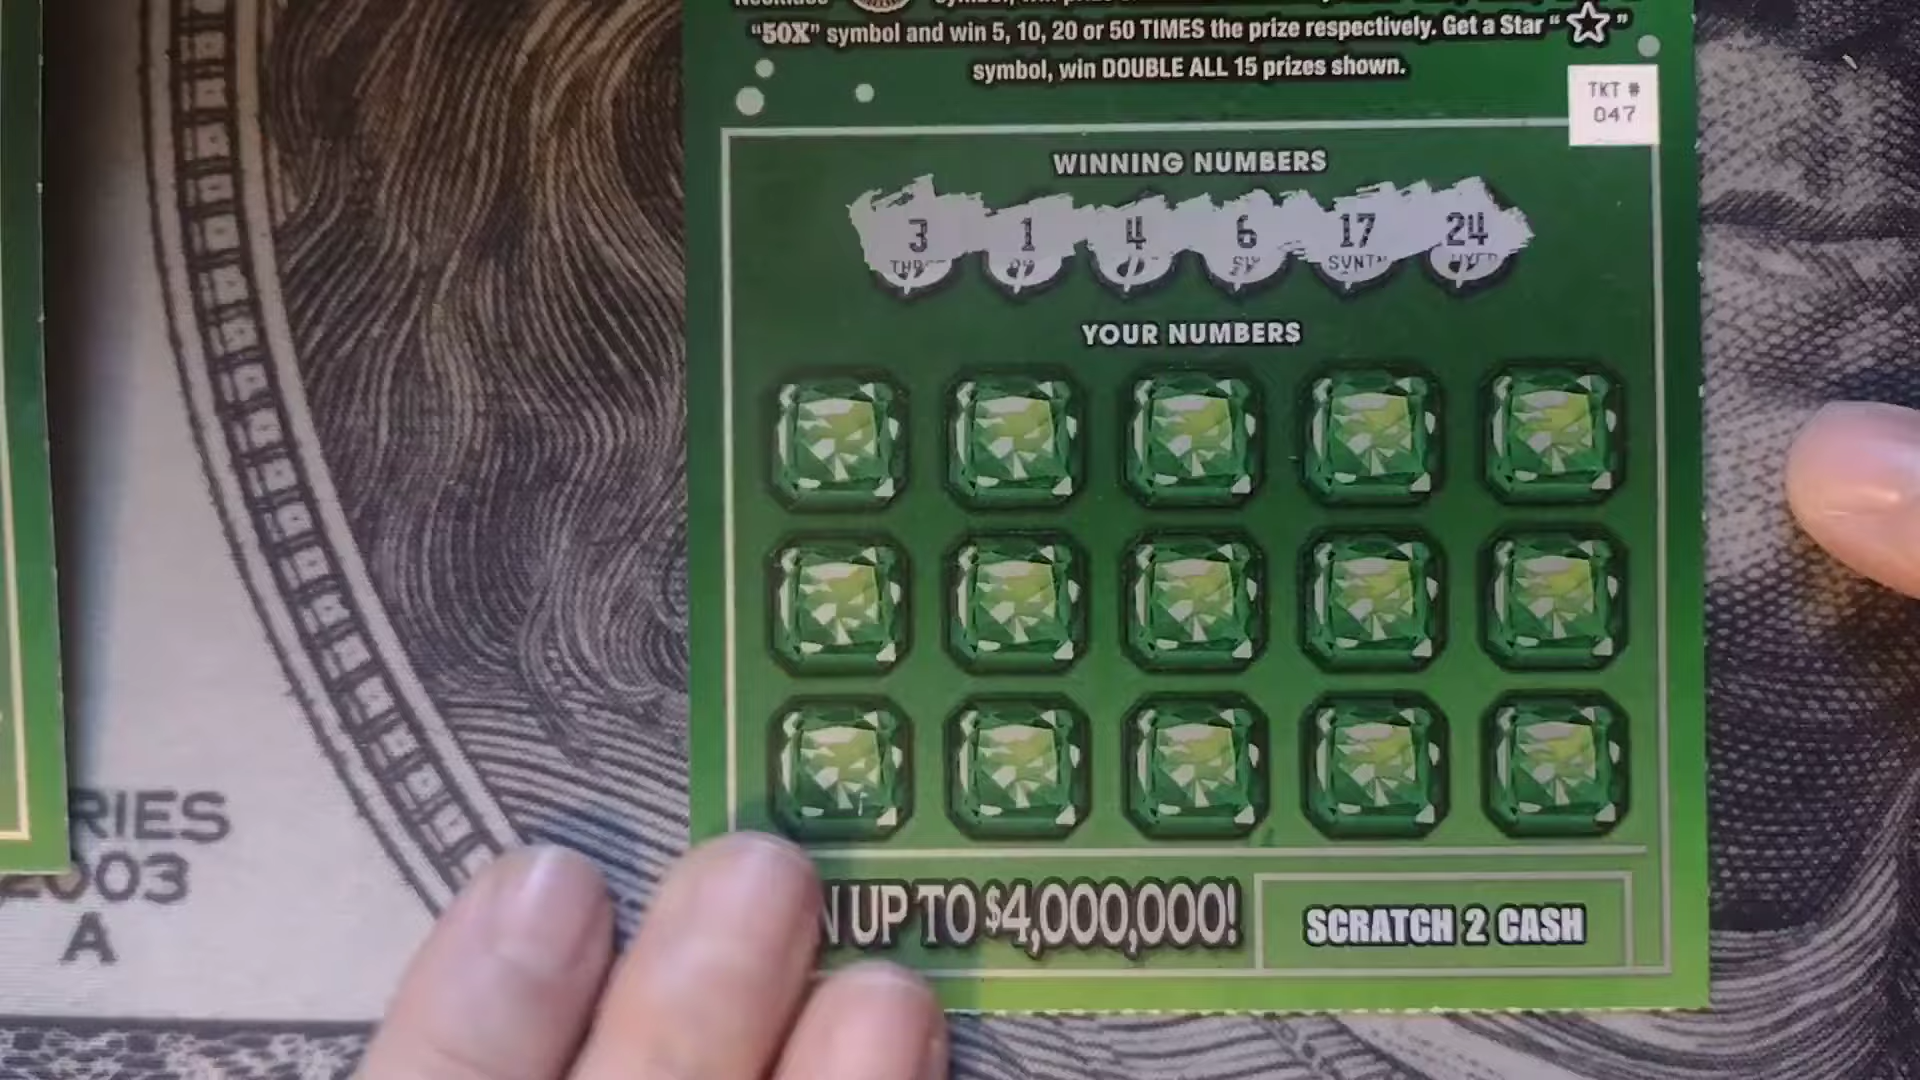 "50X" symbol and win 5, 10, 20 or 50 TIMES the prize respectively. Get a Star "☆"
symbol, win DOUBLE ALL 15 prizes shown.
TKT #
047
WINNING NUMBERS
3 1 4 6 17 24
SVNTN
YOUR NUMBERS
UP TO $4,000,000!
SCRATCH 2 CASH
2003
A